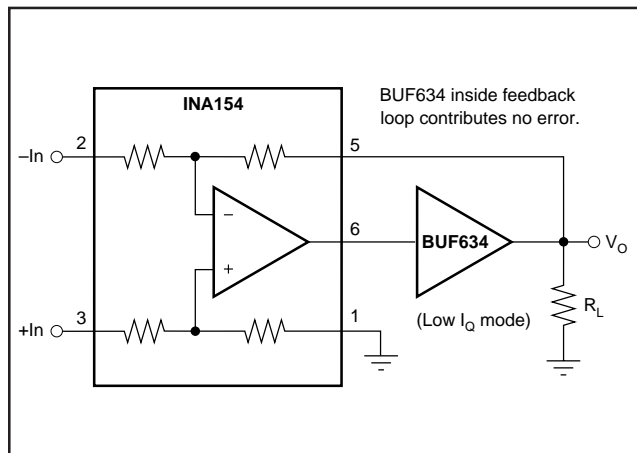 INA154
BUF634 inside feedback
loop contributes no error.
–In
2
5
−
6
BUF634
V_O
+
+In
3
1
(Low I_Q mode)
R_L